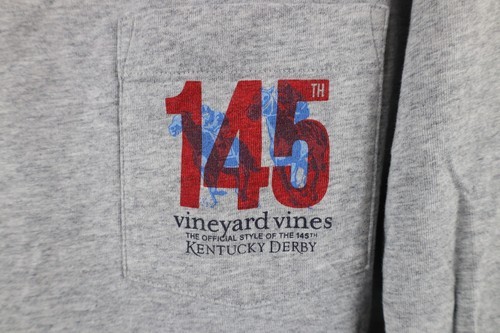 145TH
vineyard vines
THE OFFICIAL STYLE OF THE 145TH
KENTUCKY DERBY